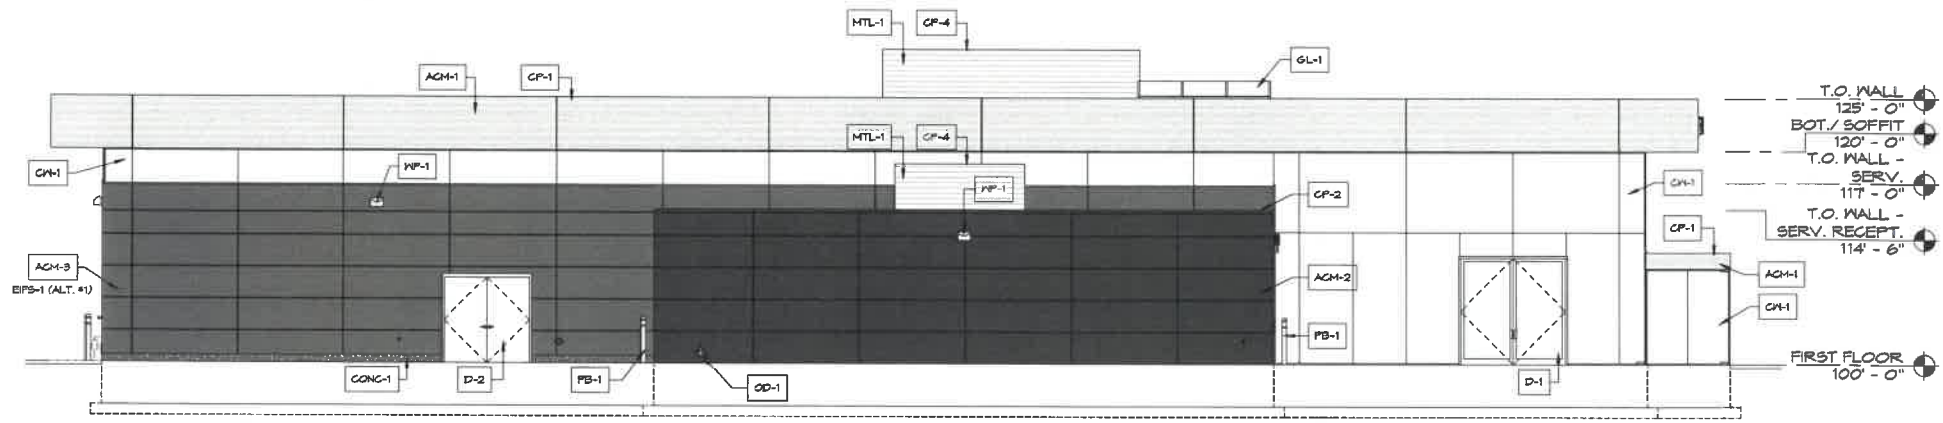 MTL-1
CP-4
ACM-1
CP-1
GL-1
T.O. WALL
125' - 0"
BOT./ SOFFIT
120' - 0"
T.O. WALL -
SERV.
117' - 0"
T.O. WALL -
SERV. RECEPT.
114' - 6"
MTL-1
CP-4
CW-1
WP-1
WP-1
CP-2
CW-1
CP-1
ACM-3
EIFS-1 (ALT. #1)
ACM-2
ACM-1
CW-1
PB-1
FIRST FLOOR
100' - 0"
CONC-1
D-2
PB-1
OD-1
D-1